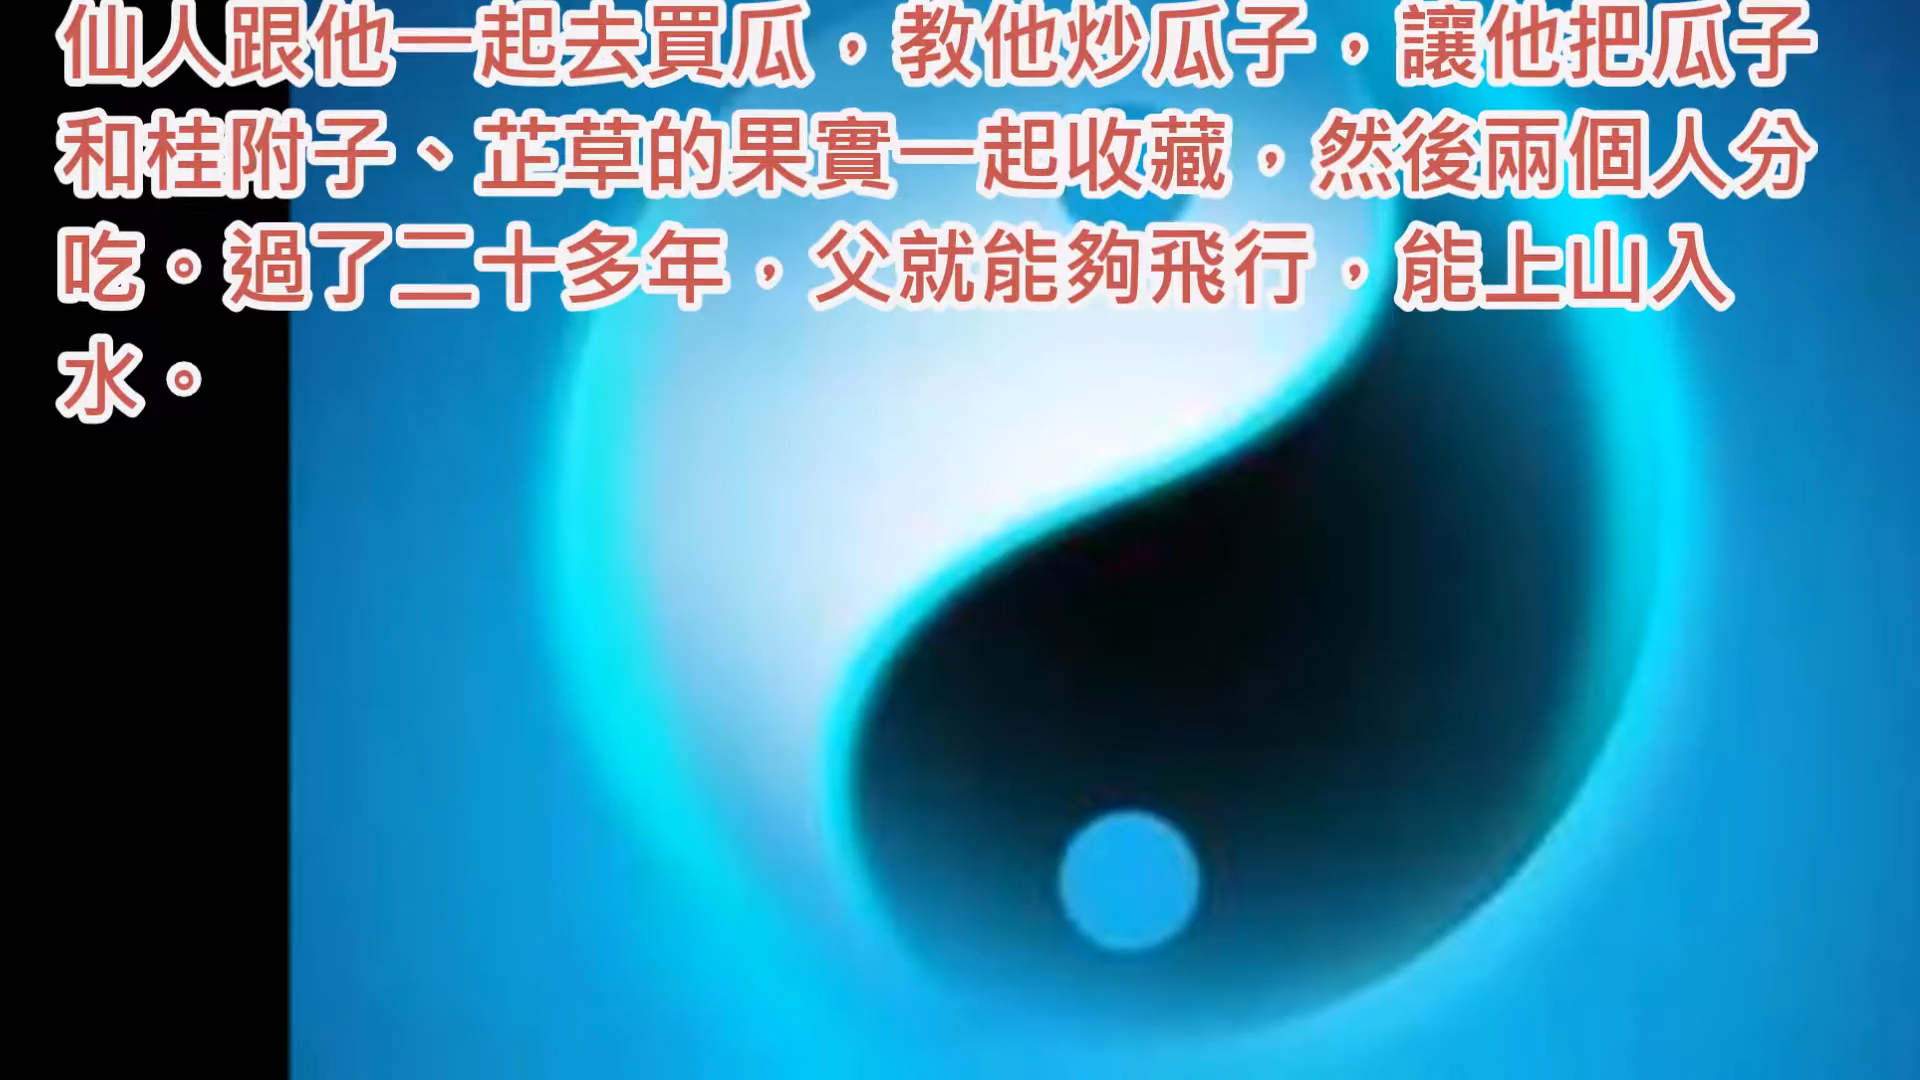 仙人跟他一起去買瓜，教他炒瓜子，讓他把瓜子
和桂附子、芷草的果實一起收藏，然後兩個人分
吃。過了二十多年，父就能夠飛行，能上山入
水。